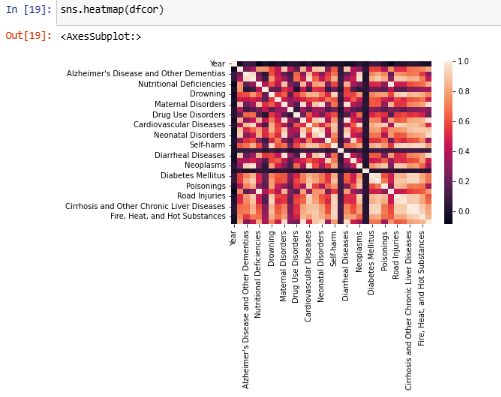 In [19]: sns.heatmap(dfcor)
Out[19]: <AxesSubplot:>
Year
Alzheimer's Disease and Other Dementias
Nutritional Deficiencies
Drowning
Maternal Disorders
Drug Use Disorders
Cardiovascular Diseases
Neonatal Disorders
Self-harm
Diarrheal Diseases
Neoplasms
Diabetes Mellitus
Poisonings
Road Injuries
Cirrhosis and Other Chronic Liver Diseases
Fire, Heat, and Hot Substances
1.0
0.8
0.6
0.4
0.2
0.0
Year
Alzheimer's Disease and Other Dementias
Nutritional Deficiencies
Drowning
Maternal Disorders
Drug Use Disorders
Cardiovascular Diseases
Neonatal Disorders
Self-harm
Diarrheal Diseases
Neoplasms
Diabetes Mellitus
Poisonings
Road Injuries
Cirrhosis and Other Chronic Liver Diseases
Fire, Heat, and Hot Substances